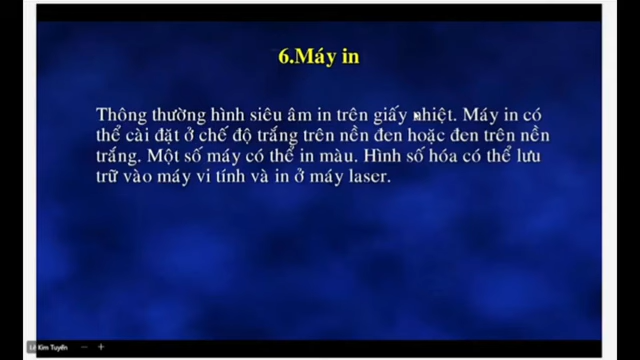 6.Máy in
Thông thường hình siêu âm in trên giấy nhiệt. Máy in có
thể cài đặt ở chế độ trắng trên nền đen hoặc đen trên nền
trắng. Một số máy có thể in màu. Hình số hóa có thể lưu
trữ vào máy vi tính và in ở máy laser.
Lê Kim Tuyến